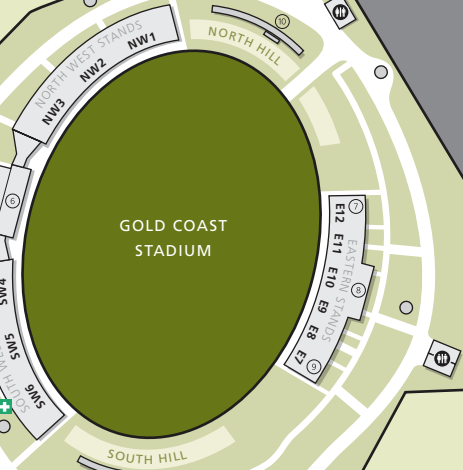 10
NORTH HILL
NORTH WEST STANDS
NW1
NW2
NW3
6
7
E12
E11
E10
E9
E8
E7
EASTERN STANDS
8
9
GOLD COAST
STADIUM
SW4
SW5
SW6
SOUTH WE
SOUTH HILL